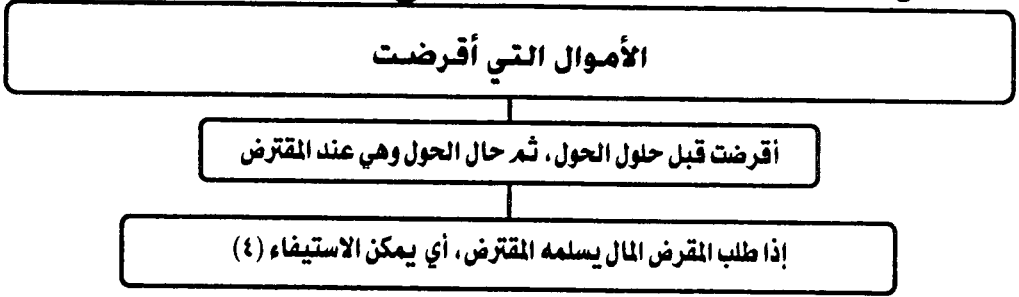 الأموال التي أقرضت
أقرضت قبل حلول الحول، ثم حال الحول وهي عند المقترض
إذا طلب المقرض المال يسلمه المقترض، أي يمكن الاستيفاء (٤)